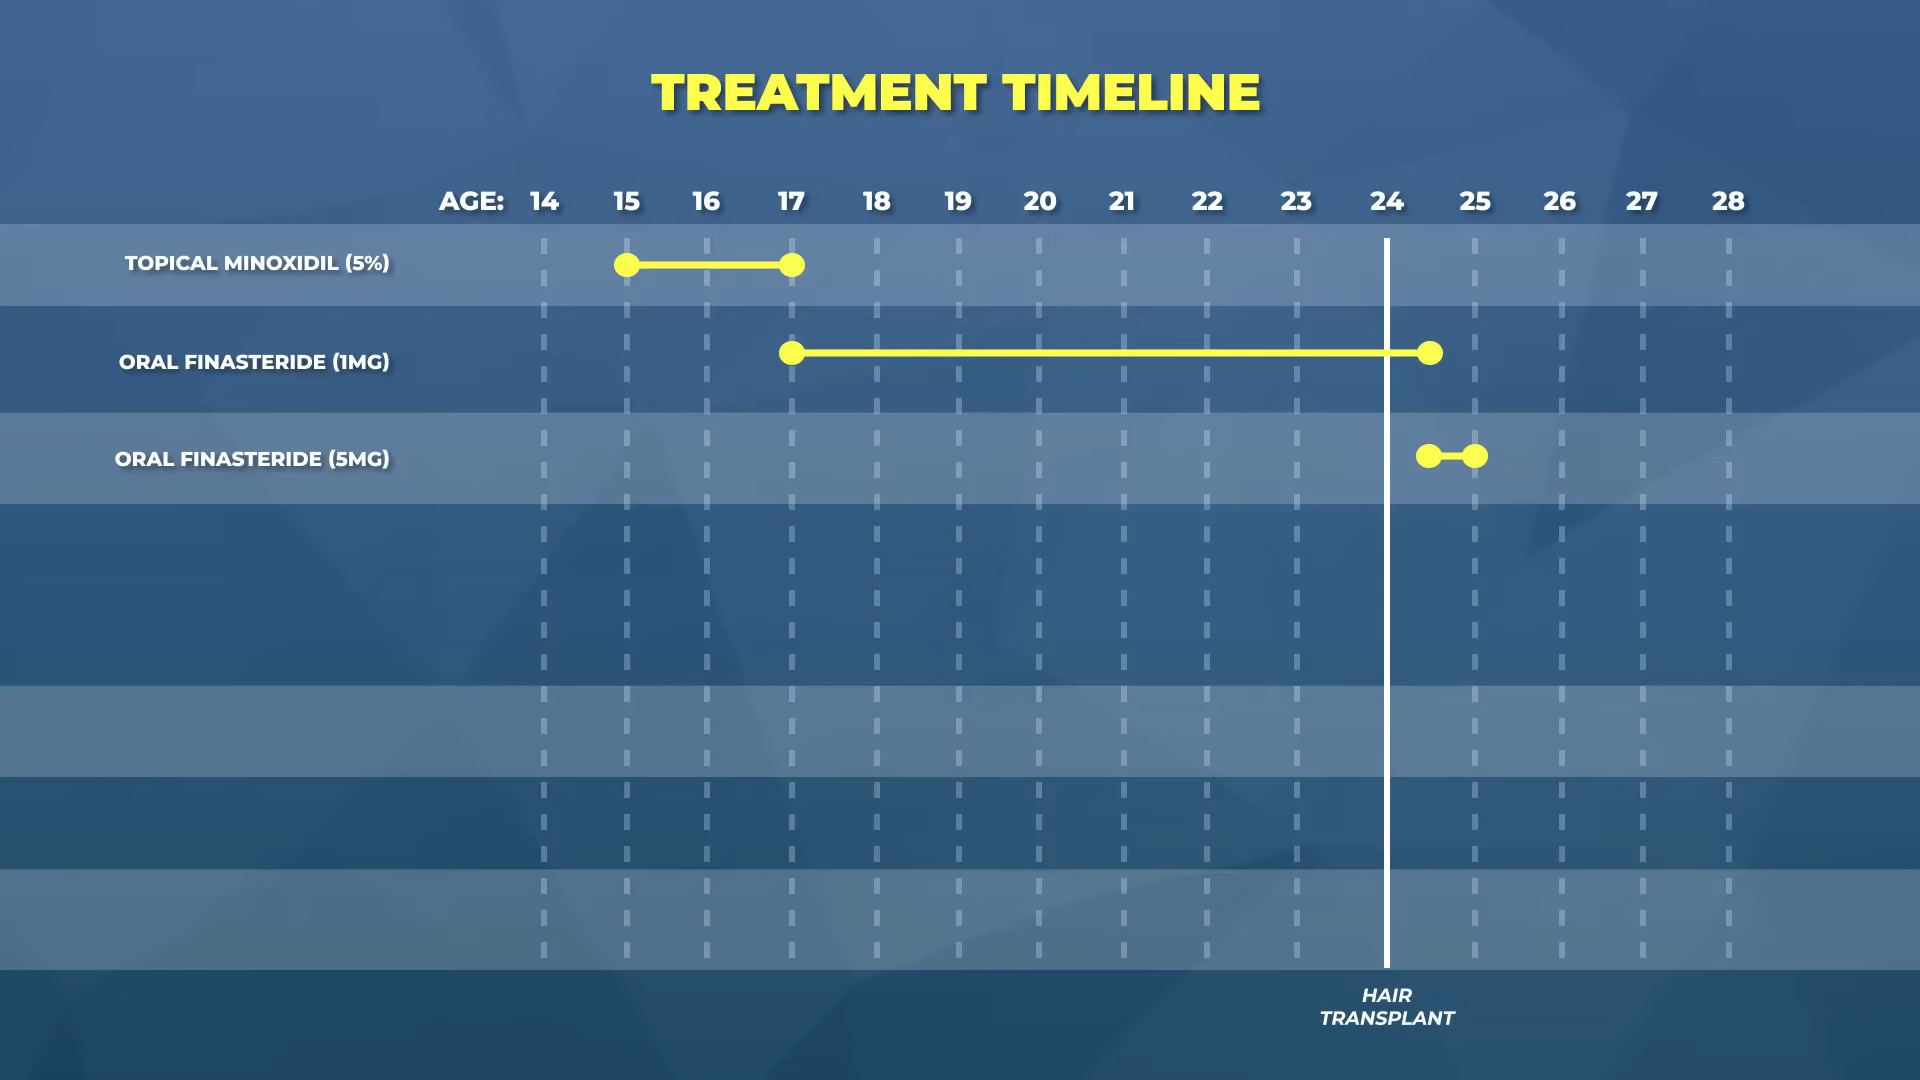 TREATMENT TIMELINE
AGE: 14 15 16 17 18 19 20 21 22 23 24 25 26 27 28
TOPICAL MINOXIDIL (5%)
ORAL FINASTERIDE (1MG)
ORAL FINASTERIDE (5MG)
HAIR
TRANSPLANT